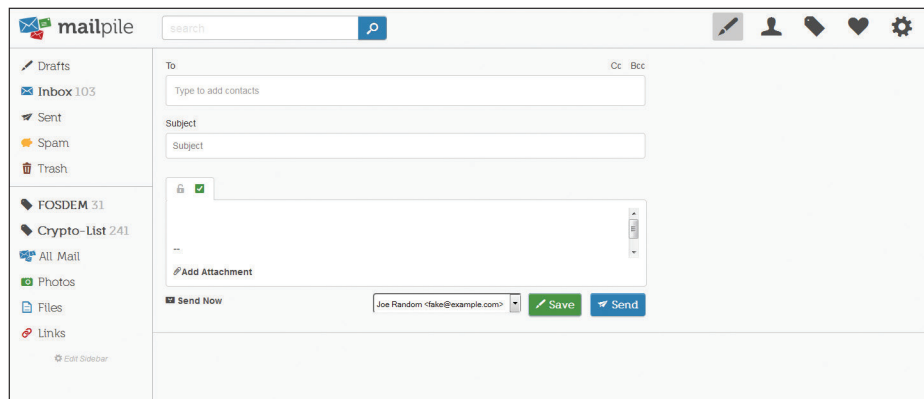 mailpile
search
Drafts
Inbox 103
Sent
Spam
Trash
FOSDEM 31
Crypto-List 241
All Mail
Photos
Files
Links
Edit Sidebar
To
Cc Bcc
Type to add contacts
Subject
Subject
--
Add Attachment
Send Now
Joe Random <fake@example.com>
Save
Send